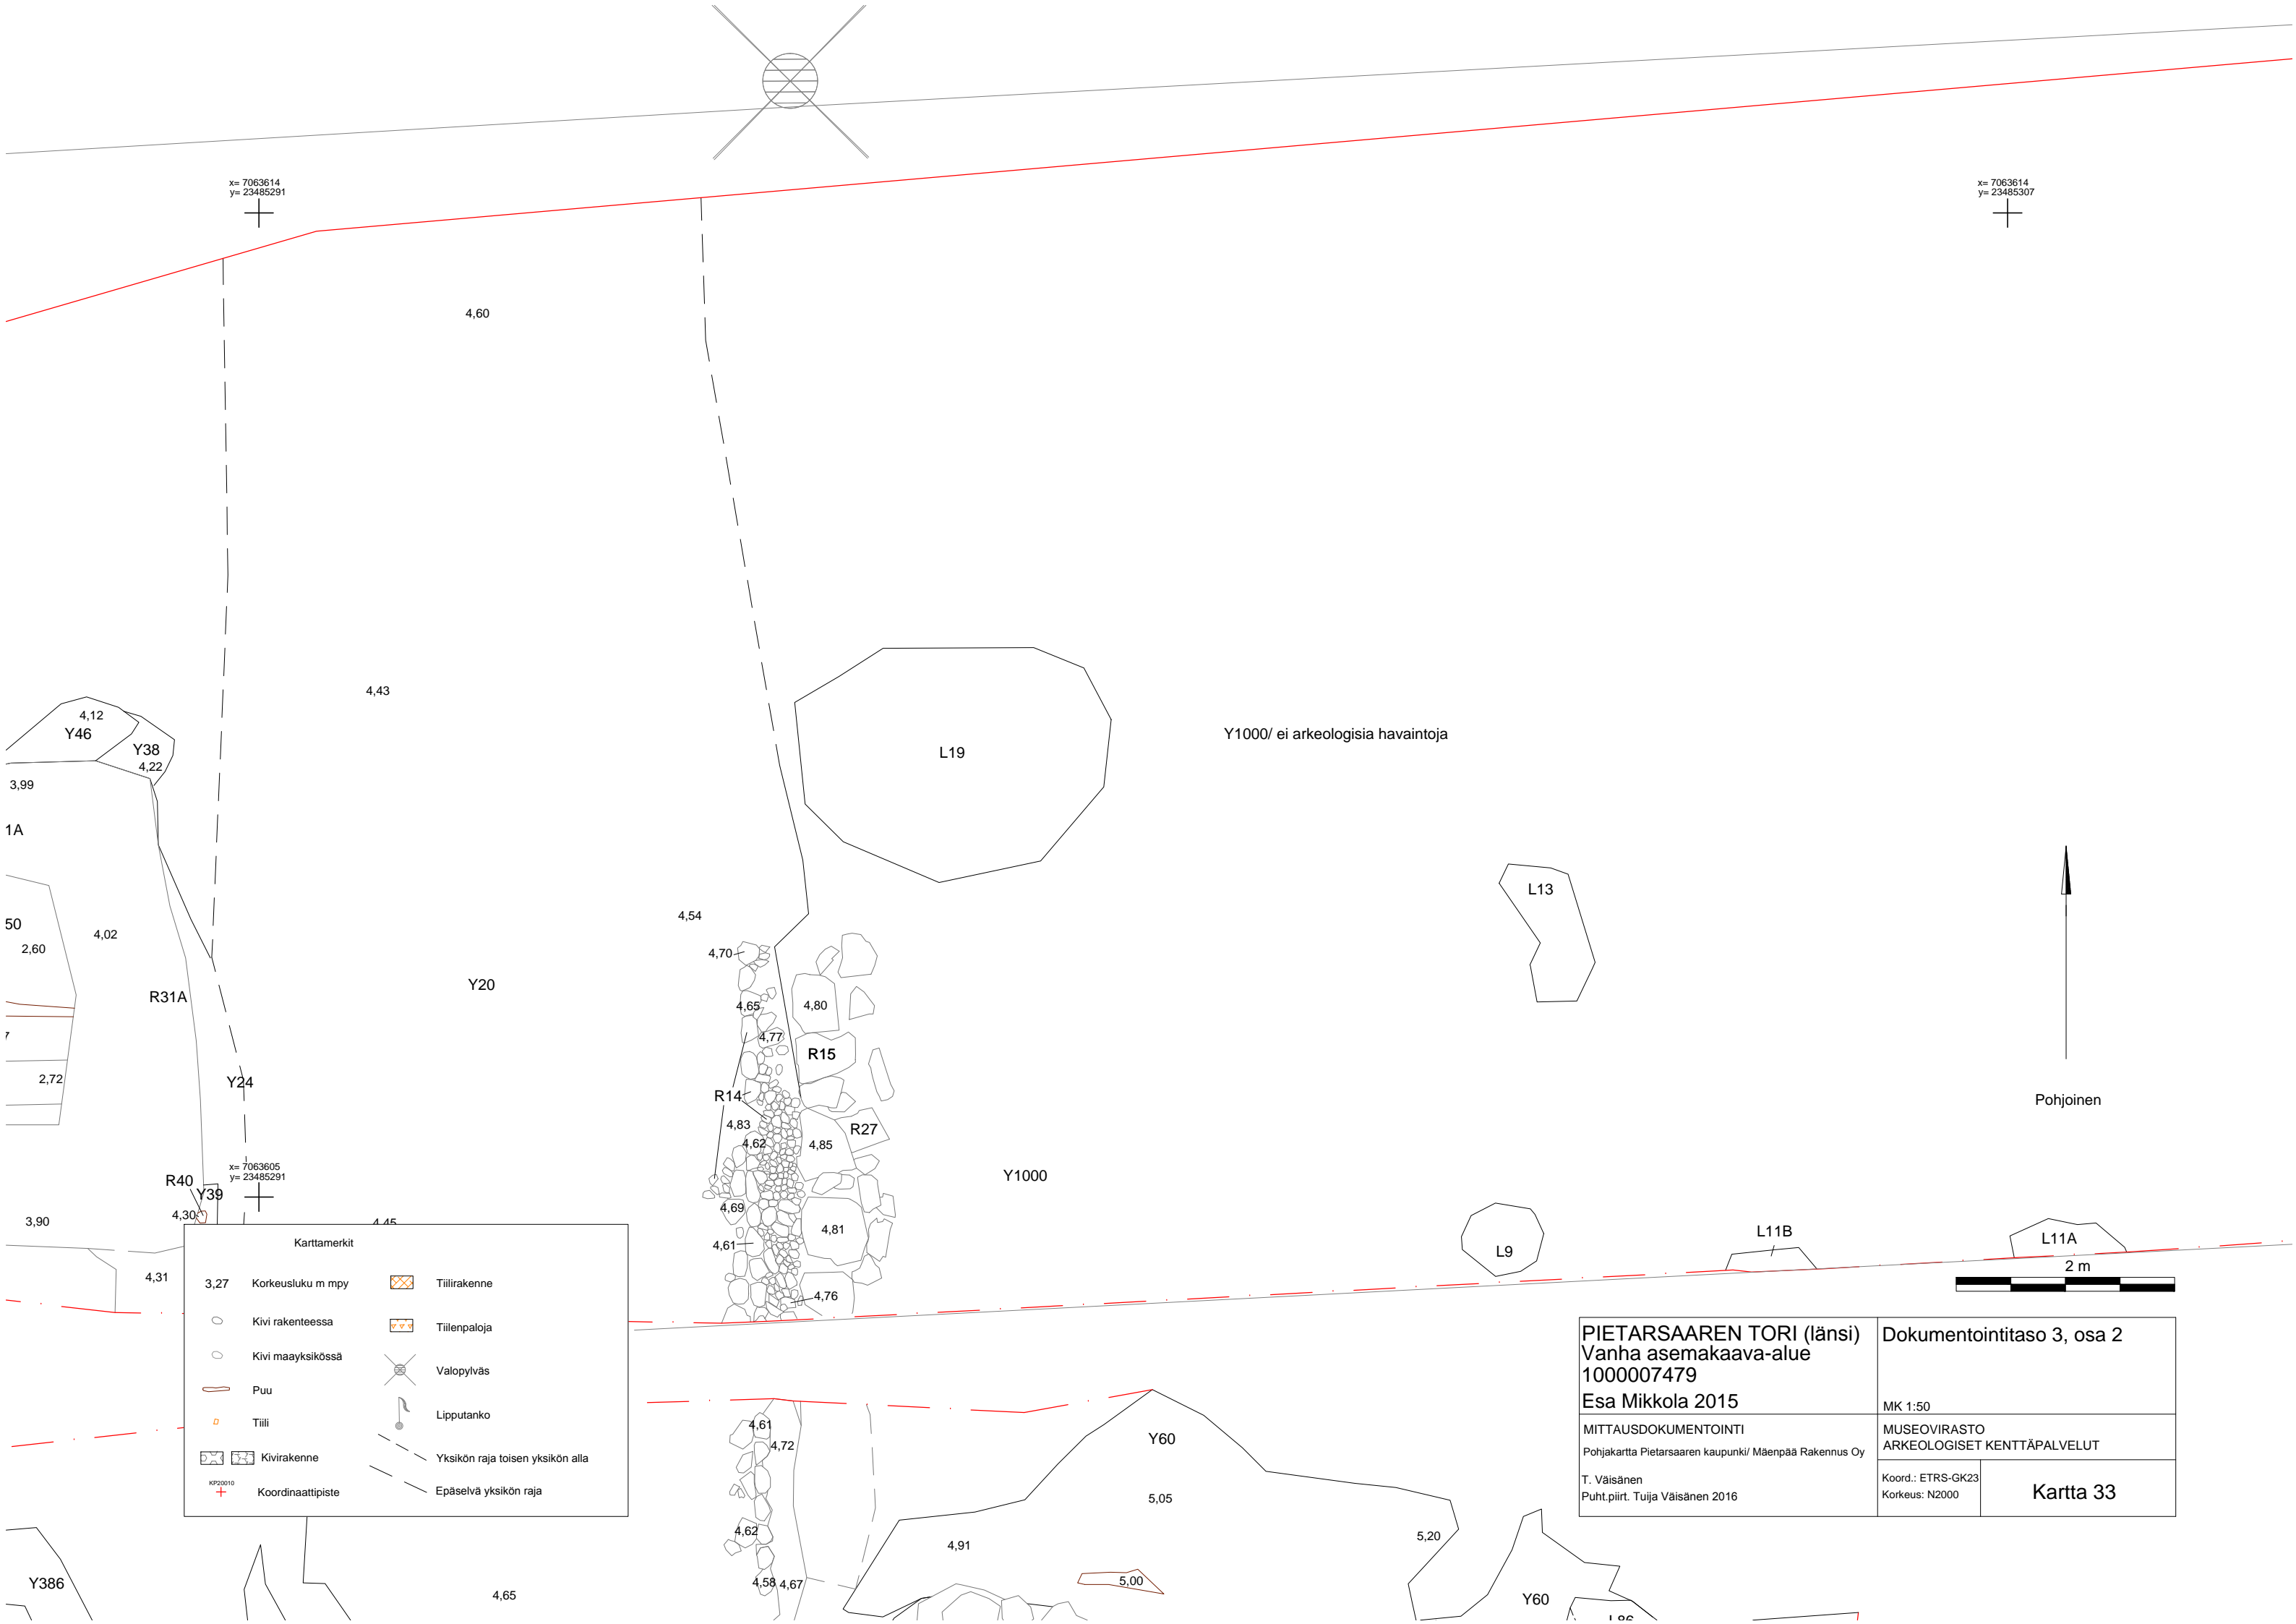 x= 7063614
y= 23485291
x= 7063614
y= 23485307
4,60
4,43
4,12
Y46
Y38
4,22
3,99
1A
L19
Y1000/ ei arkeologisia havaintoja
L13
50
2,60
4,02
4,54
4,70
Y20
R31A
4,65
4,80
4,77
R15
2,72
Y24
R14
4,83
4,62
4,85
R27
Pohjoinen
x= 7063605
y= 23485291
R40
Y39
4,30
3,90
4,45
Y1000
4,69
4,81
4,61
4,76
4,31
L9
L11B
L11A
2 m
Karttamerkit
3,27 Korkeusluku m mpy
Tiilirakenne
Kivi rakenteessa
Tiilenpaloja
Kivi maayksikössä
Valopylväs
Puu
Lipputanko
Tiili
Kivirakenne
Yksikön raja toisen yksikön alla
KP20010
Koordinaattipiste
Epäselvä yksikön raja
PIETARSAAREN TORI (länsi)
Vanha asemakaava-alue
1000007479
Esa Mikkola 2015
Dokumentointitaso 3, osa 2
MK 1:50
MITTAUSDOKUMENTOINTI
Pohjakartta Pietarsaaren kaupunki/ Mäenpää Rakennus Oy
T. Väisänen
Puht.piirt. Tuija Väisänen 2016
MUSEOVIRASTO
ARKEOLOGISET KENTTÄPALVELUT
Koord.: ETRS-GK23
Korkeus: N2000
Kartta 33
4,61
4,72
Y60
5,05
4,62
4,91
5,20
4,58
4,67
5,00
Y386
4,65
Y60
L86